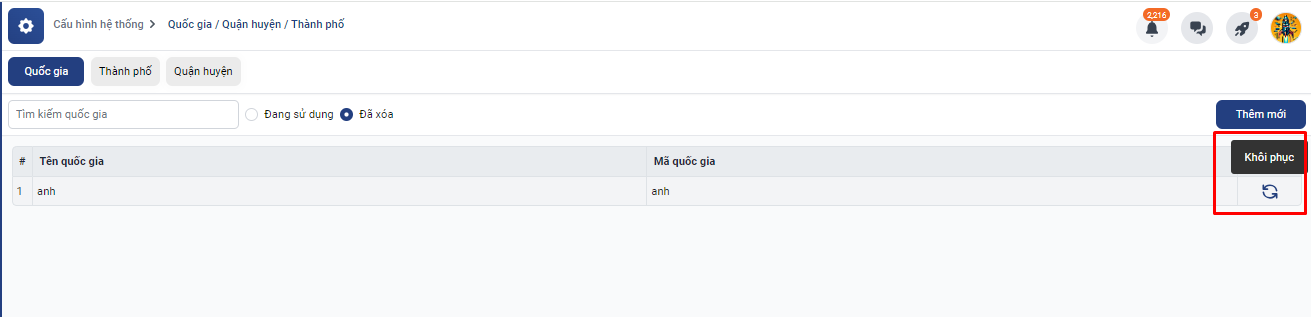 Cấu hình hệ thống > Quốc gia / Quận huyện / Thành phố
2,216
3
Quốc gia Thành phố Quận huyện
Tìm kiếm quốc gia Đang sử dụng Đã xóa Thêm mới
# Tên quốc gia Mã quốc gia
Khôi phục
1 anh anh